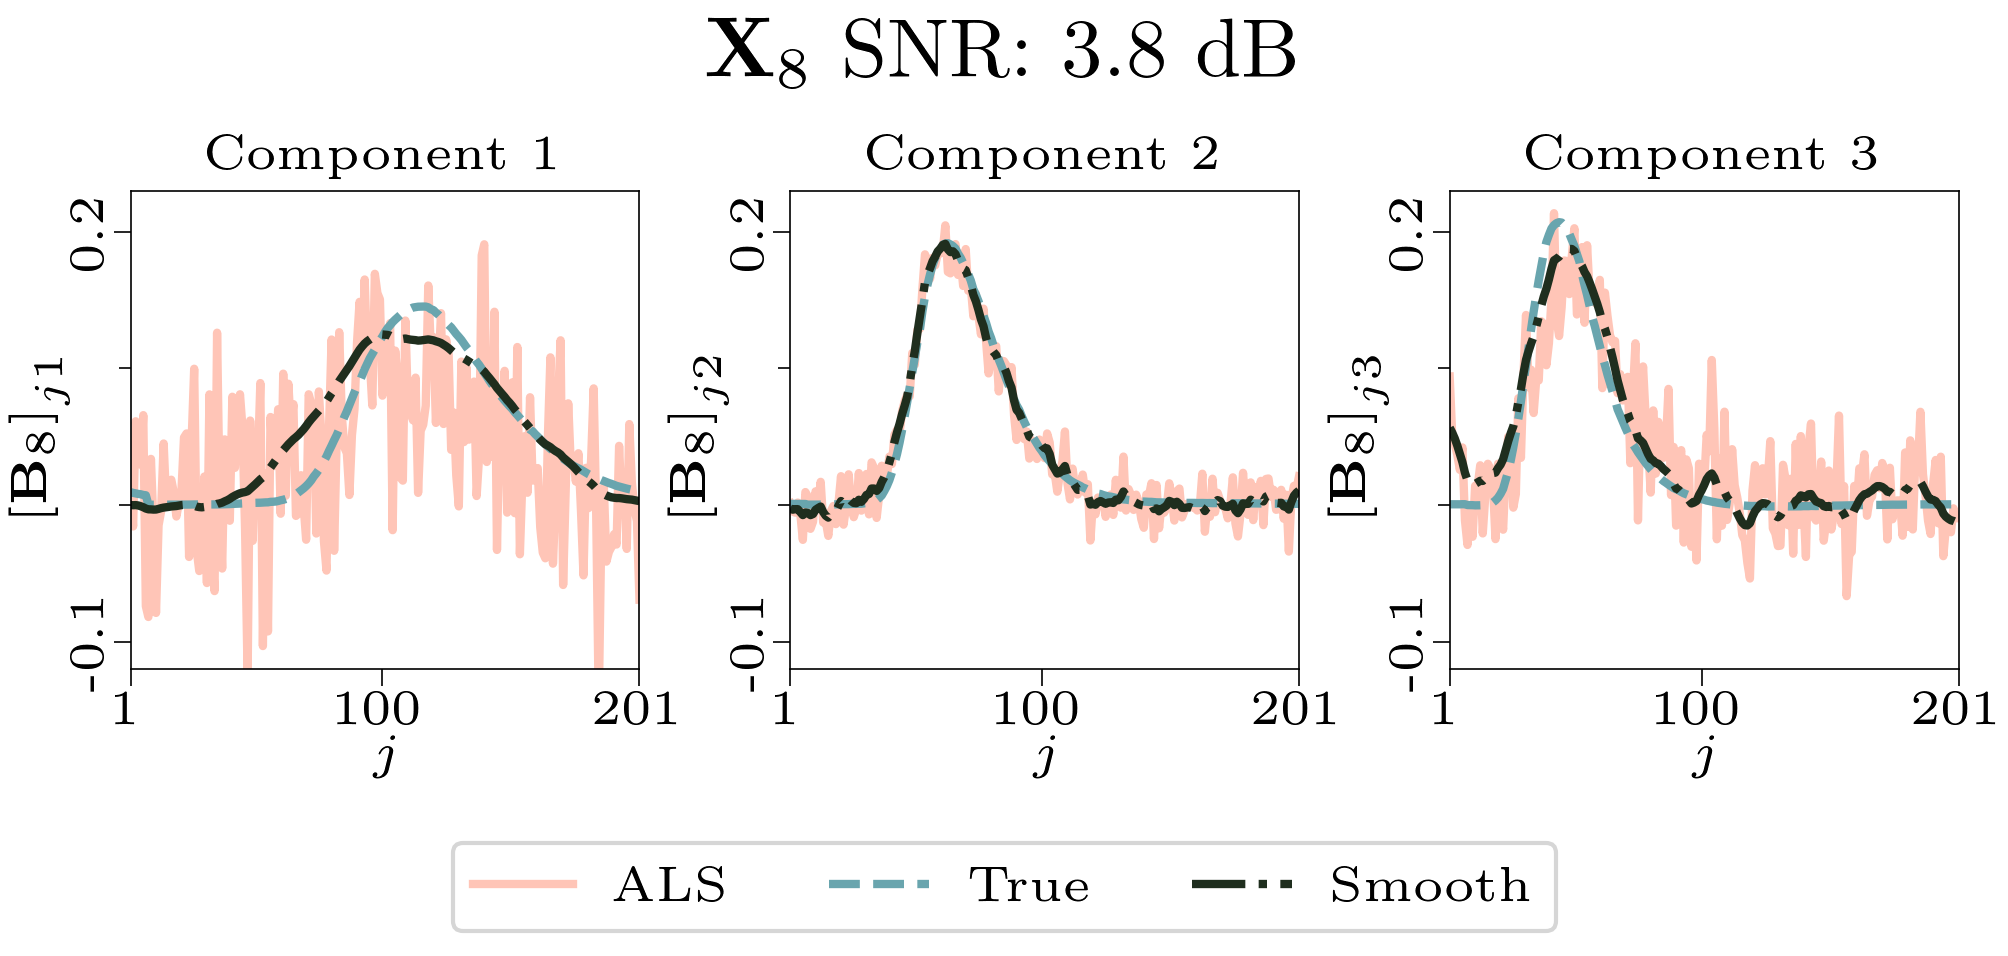 X8 SNR: 3.8 dB
Component 1
Component 2
Component 3
[B8]j1
0.2
-0.1
1
100
201
j
[B8]j2
0.2
-0.1
1
100
201
j
[B8]j3
0.2
-0.1
1
100
201
j
ALS
True
Smooth